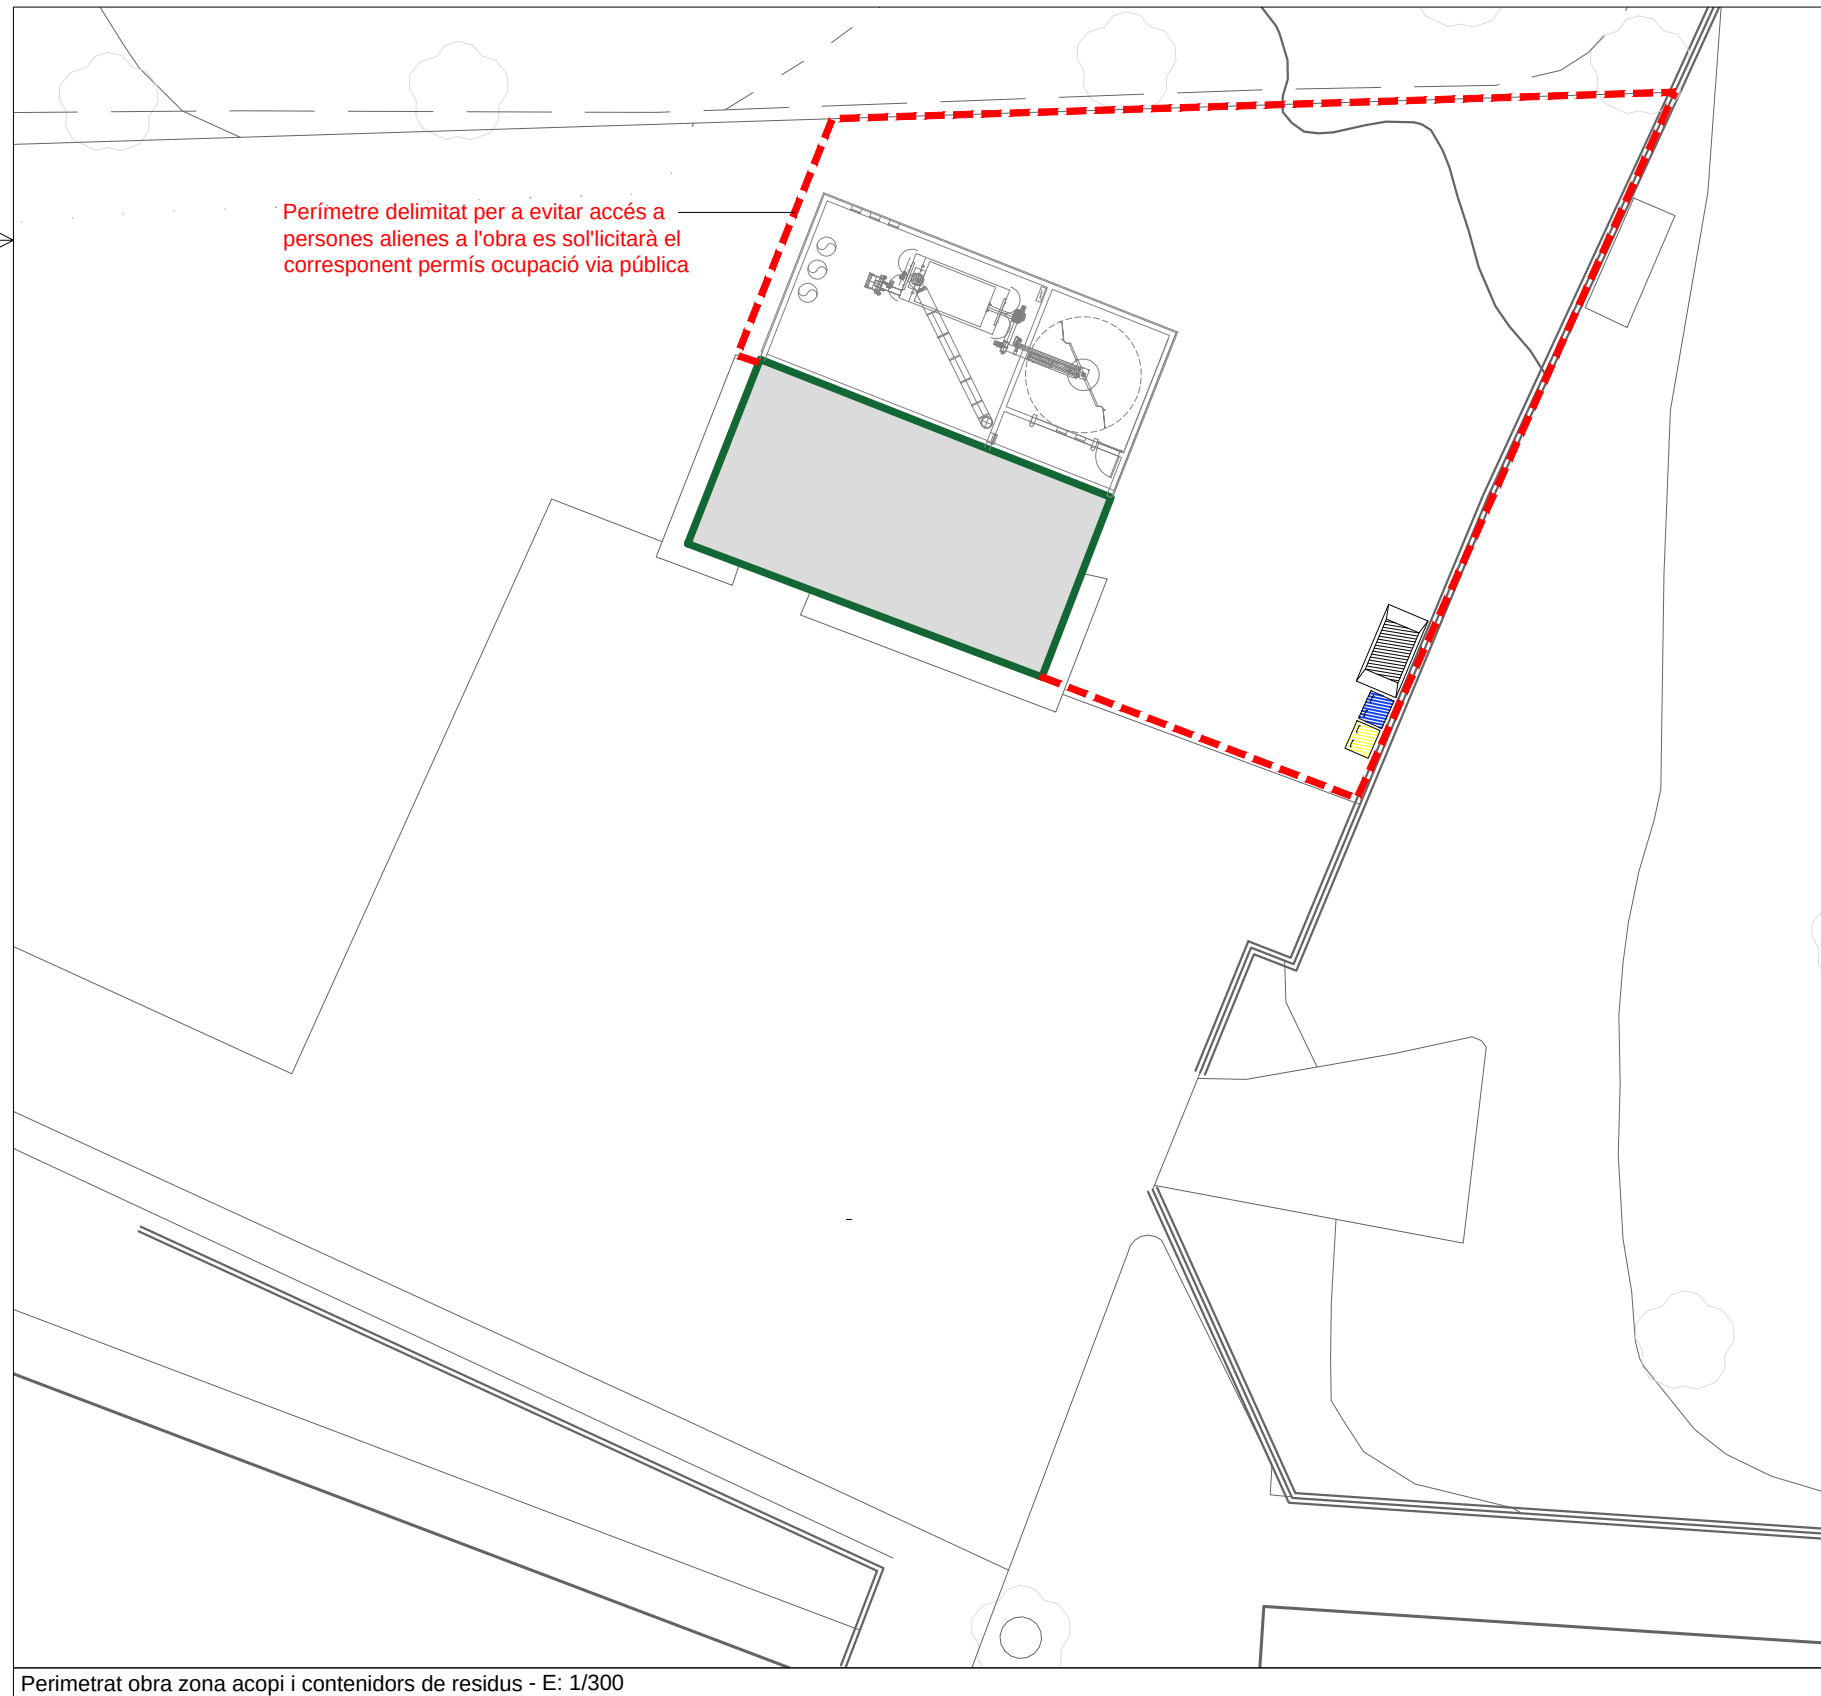 Perímetre delimitat per a evitar accés a
persones alienes a l'obra es sol'licitarà el
corresponent permís ocupació via pública
Perimetrat obra zona acopi i contenidors de residus - E: 1/300